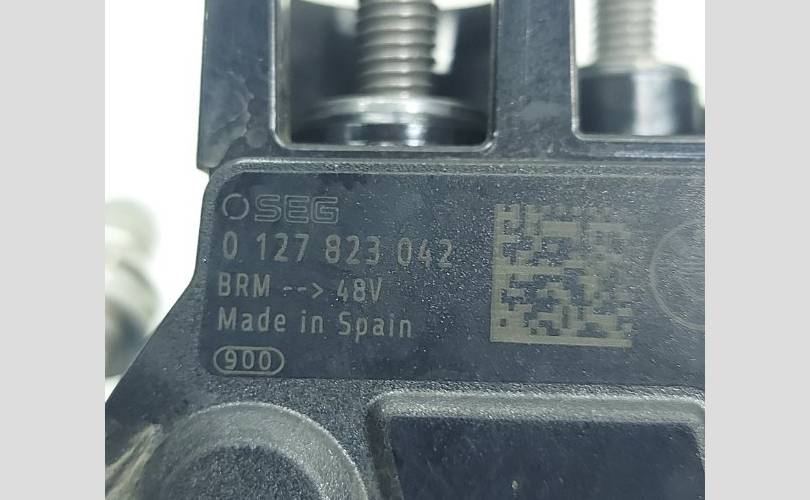 SEG
0 127 823 042
BRM --> 48V
Made in Spain
900